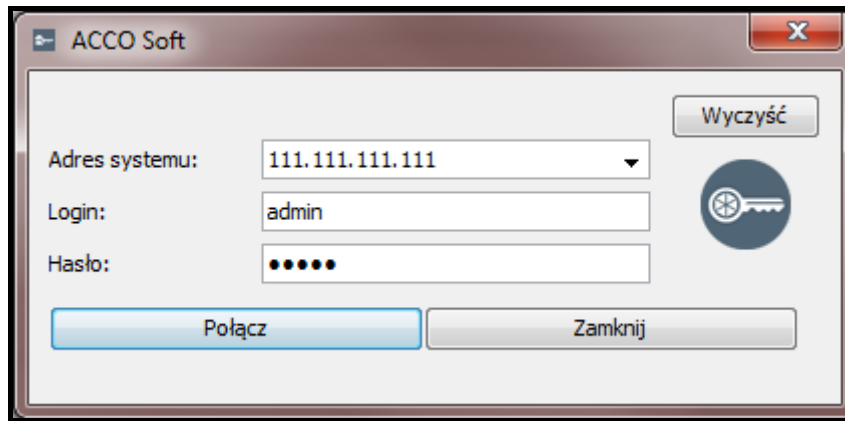 ACCO Soft
Wyczyść
Adres systemu: 111.111.111.111
Login: admin
Hasło: •••••
Połącz Zamknij